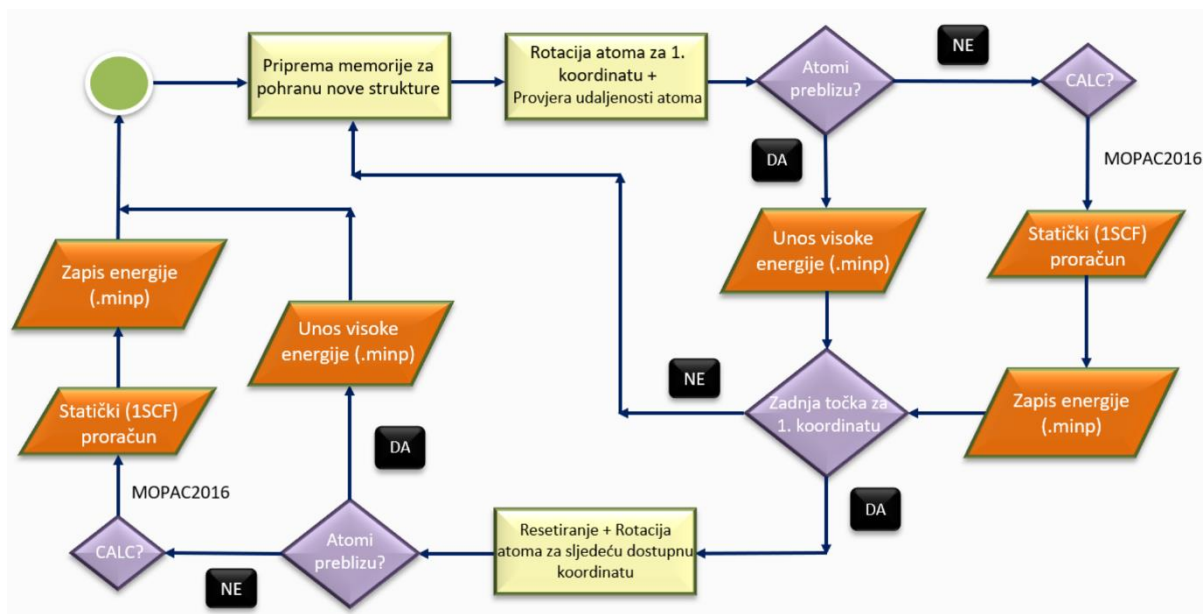 Priprema memorije za
pohranu nove strukture
Rotacija atoma za 1.
koordinatu +
Provjera udaljenosti atoma
Atomi
preblizu?
NE
CALC?
DA
MOPAC2016
Unos visoke
energije (.minp)
Statički (1SCF)
proračun
Zapis energije
(.minp)
Unos visoke
energije (.minp)
NE
Zadnja točka za
1. koordinatu
Zapis energije
(.minp)
Statički (1SCF)
proračun
DA
MOPAC2016
DA
CALC?
NE
Atomi
preblizu?
Resetiranje + Rotacija
atoma za sljedeću dostupnu
koordinatu